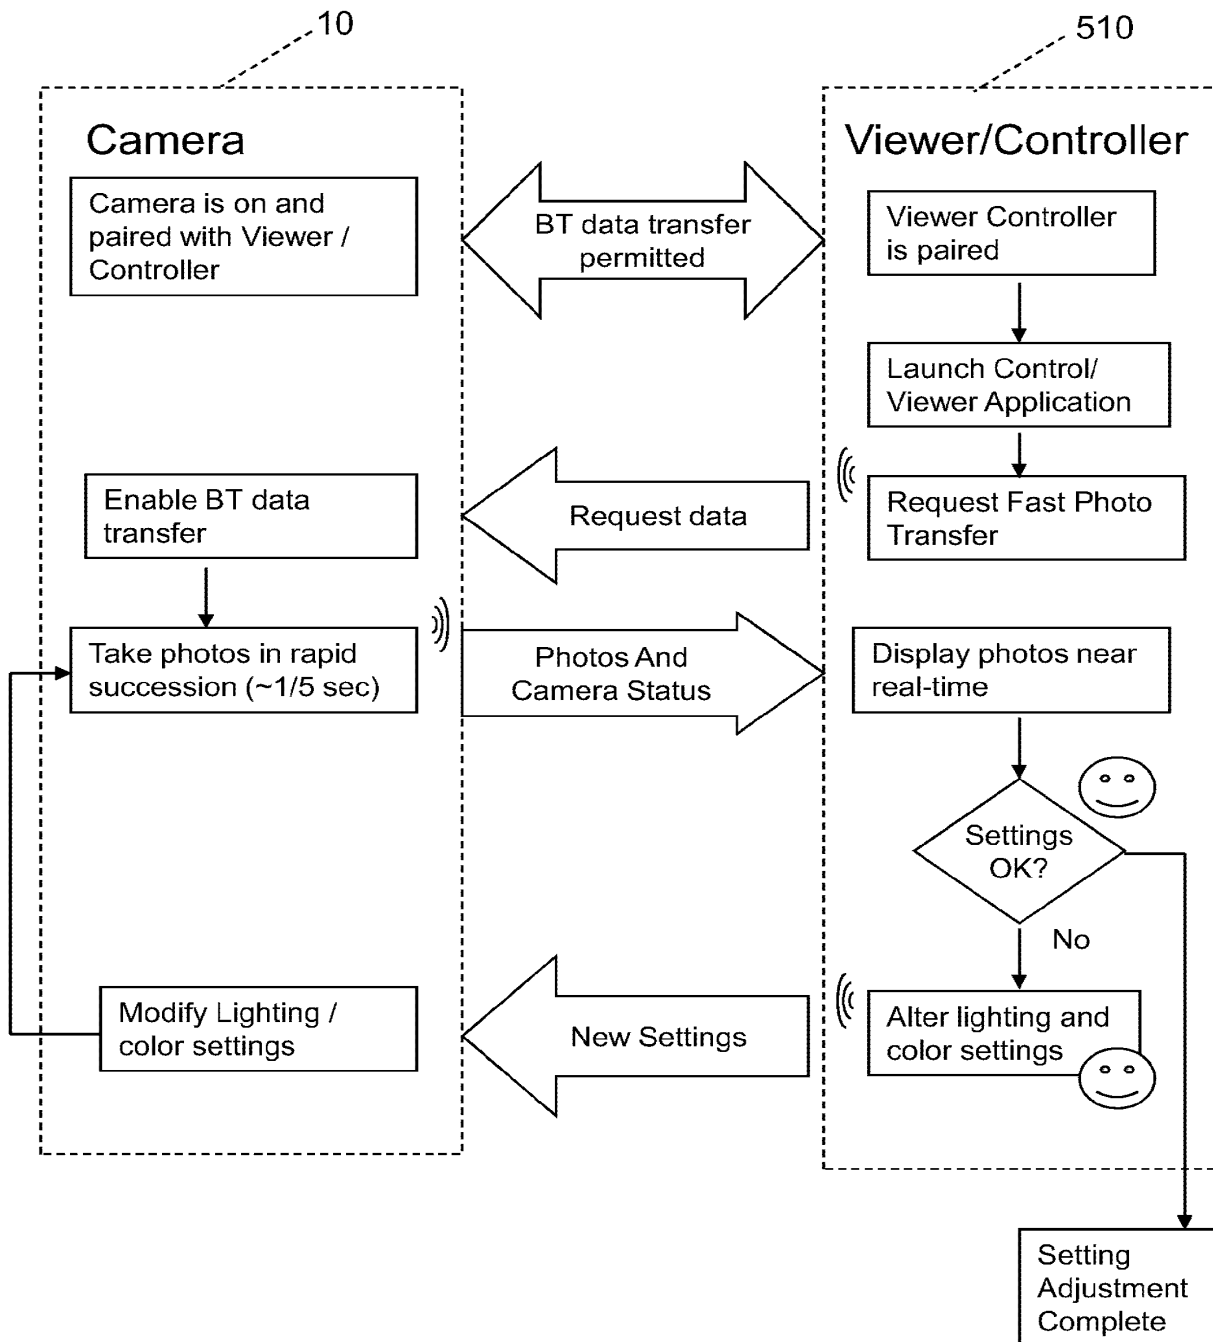 10
510
Camera
Viewer/Controller
Camera is on and
paired with Viewer /
Controller
BT data transfer
permitted
Viewer Controller
is paired
Launch Control/
Viewer Application
Enable BT data
transfer
Request data
Request Fast Photo
Transfer
Take photos in rapid
succession (~1/5 sec)
Photos And
Camera Status
Display photos near
real-time
Settings
OK?
No
Modify Lighting /
color settings
New Settings
Alter lighting and
color settings
Setting
Adjustment
Complete